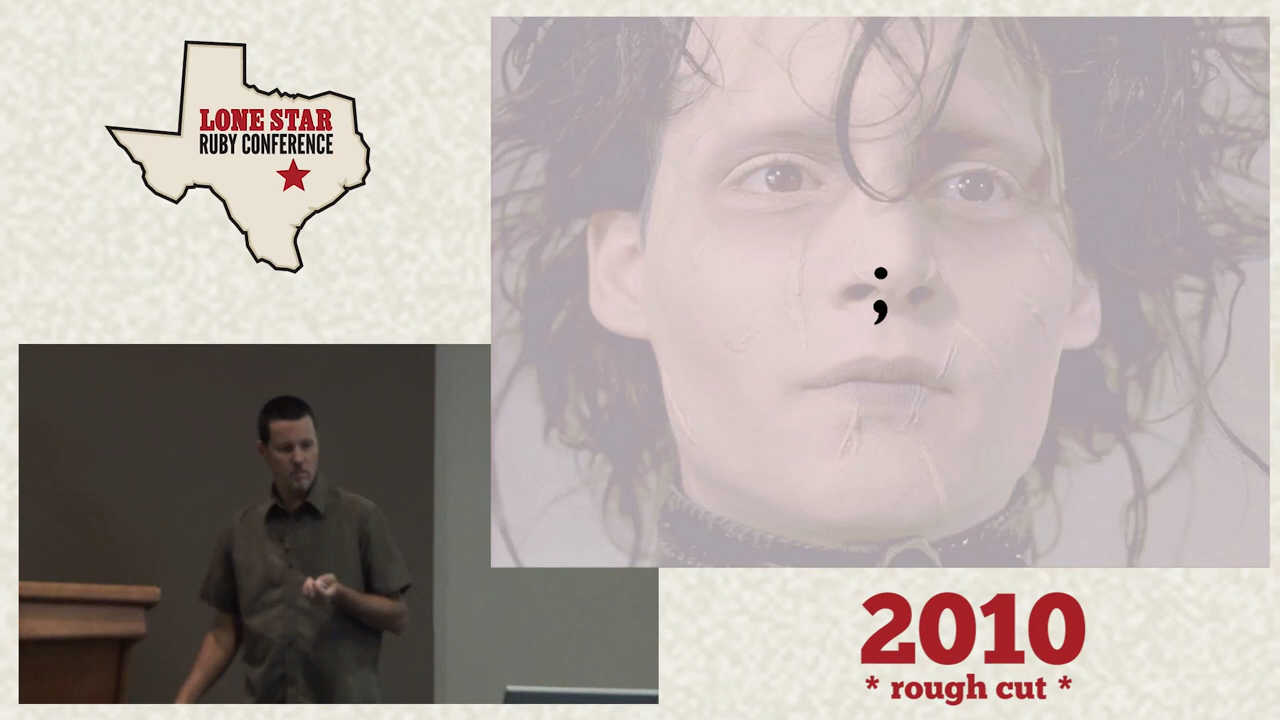 LONE STAR
RUBY CONFERENCE
;
2010
* rough cut *